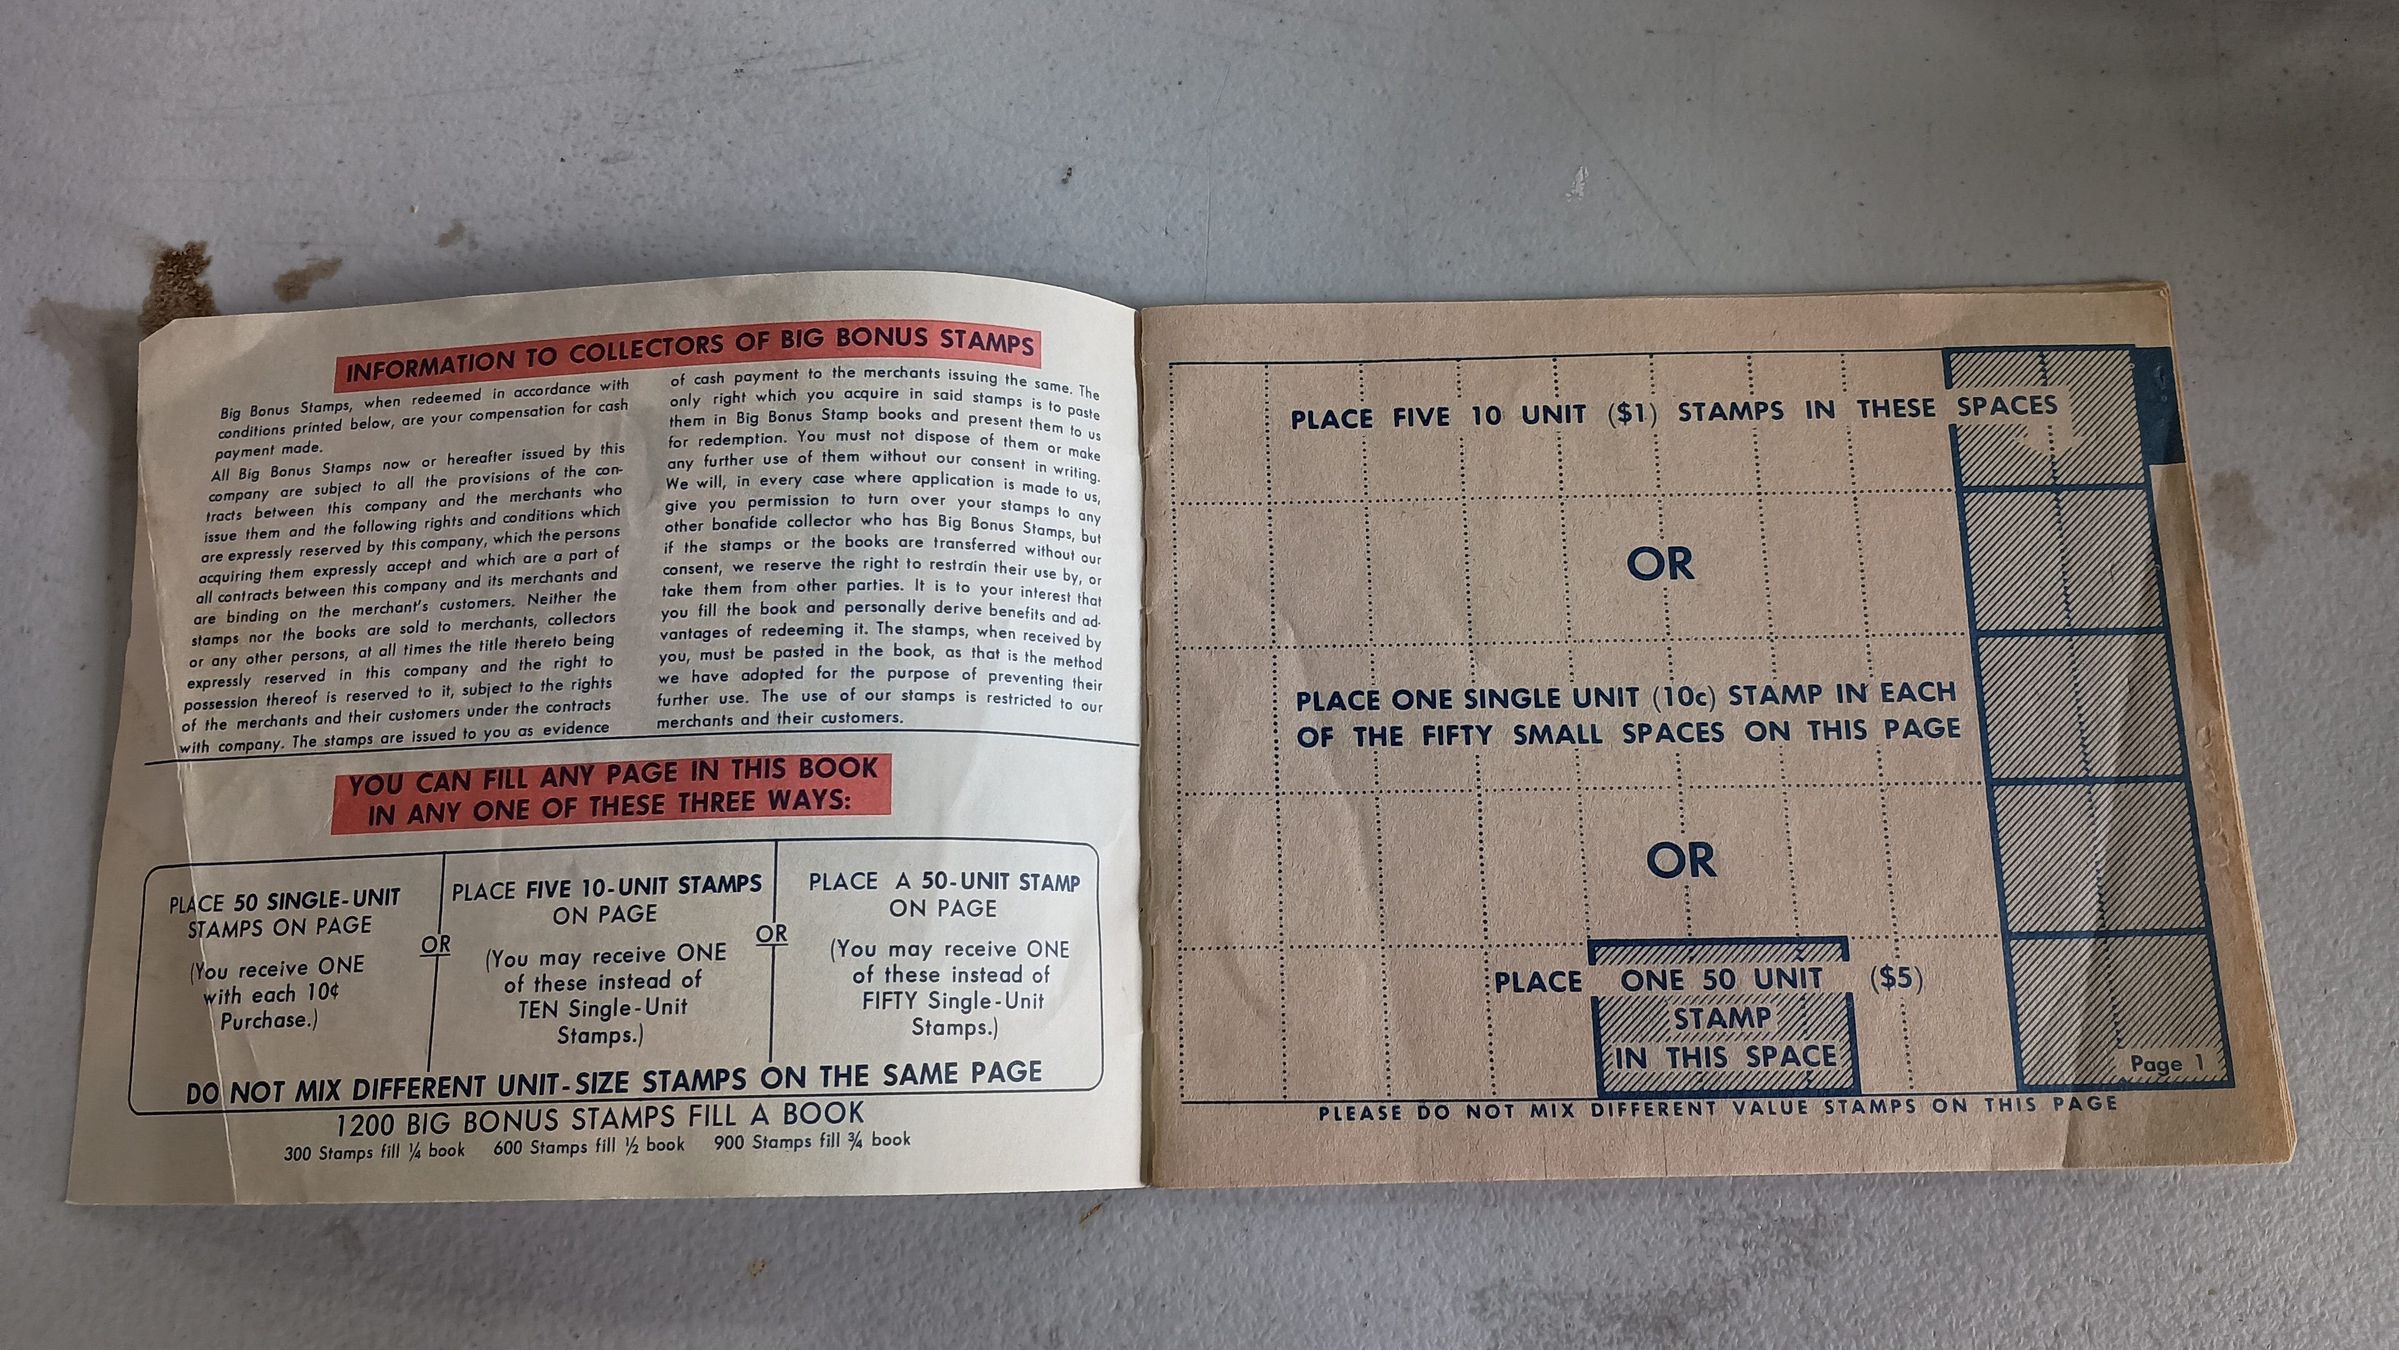 INFORMATION TO COLLECTORS OF BIG BONUS STAMPS
Big Bonus Stamps, when redeemed in accordance with
conditions printed below, are your compensation for cash
payment made.
All Big Bonus Stamps now or hereafter issued by this
company are subject to all the provisions of the con-
tracts between this company and the merchants who
issue them and the following rights and conditions which
are expressly reserved by this company, which the persons
acquiring them expressly accept and which are a part of
all contracts between this company and its merchants and
are binding on the merchant's customers. Neither the
stamps nor the books are sold to merchants, collectors
or any other persons, at all times the title thereto being
expressly reserved in this company and the right to
possession thereof is reserved to it, subject to the rights
of the merchants and their customers under the contracts
with company. The stamps are issued to you as evidence
of cash payment to the merchants issuing the same. The
only right which you acquire in said stamps is to paste
them in Big Bonus Stamp books and present them to us
for redemption. You must not dispose of them or make
any further use of them without our consent in writing.
We will, in every case where application is made to us,
give you permission to turn over your stamps to any
other bonafide collector who has Big Bonus Stamps, but
if the stamps or the books are transferred without our
consent, we reserve the right to restrain their use by, or
take them from other parties. It is to your interest that
you fill the book and personally derive benefits and ad-
vantages of redeeming it. The stamps, when received by
you, must be pasted in the book, as that is the method
we have adopted for the purpose of preventing their
further use. The use of our stamps is restricted to our
merchants and their customers.
YOU CAN FILL ANY PAGE IN THIS BOOK
IN ANY ONE OF THESE THREE WAYS:
PLACE 50 SINGLE-UNIT
STAMPS ON PAGE
(You receive ONE
with each 10¢
Purchase.)
OR
PLACE FIVE 10-UNIT STAMPS
ON PAGE
(You may receive ONE
of these instead of
TEN Single-Unit
Stamps.)
OR
PLACE A 50-UNIT STAMP
ON PAGE
(You may receive ONE
of these instead of
FIFTY Single-Unit
Stamps.)
DO NOT MIX DIFFERENT UNIT-SIZE STAMPS ON THE SAME PAGE
1200 BIG BONUS STAMPS FILL A BOOK
300 Stamps fill ¼ book 600 Stamps fill ½ book 900 Stamps fill ¾ book
PLACE FIVE 10 UNIT ($1) STAMPS IN THESE SPACES
OR
PLACE ONE SINGLE UNIT (10c) STAMP IN EACH
OF THE FIFTY SMALL SPACES ON THIS PAGE
OR
PLACE ONE 50 UNIT ($5)
STAMP
IN THIS SPACE
Page 1
PLEASE DO NOT MIX DIFFERENT VALUE STAMPS ON THIS PAGE